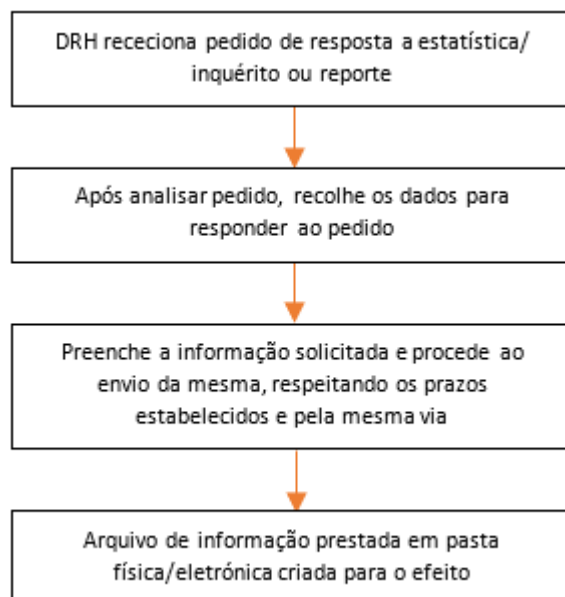 DRH receciona pedido de resposta a estatística/
inquérito ou reporte
Após analisar pedido, recolhe os dados para
responder ao pedido
Preenche a informação solicitada e procede ao
envio da mesma, respeitando os prazos
estabelecidos e pela mesma via
Arquivo de informação prestada em pasta
física/eletrónica criada para o efeito